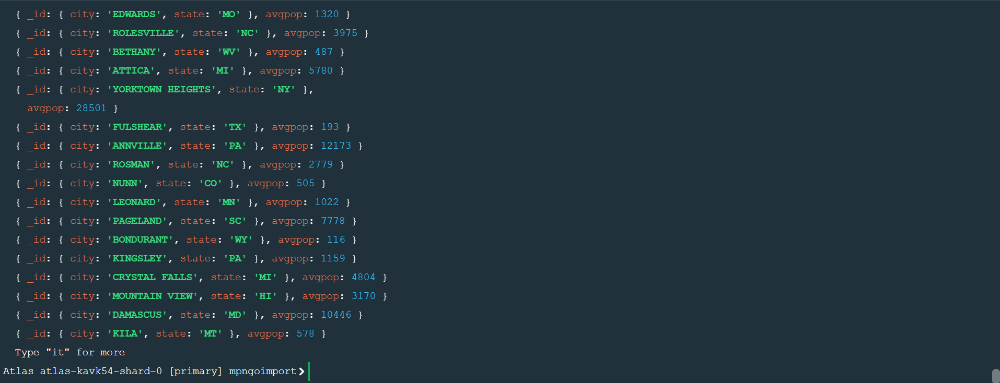 { _id: { city: 'EDWARDS', state: 'MO' }, avgpop: 1320 }
{ _id: { city: 'ROLESVILLE', state: 'NC' }, avgpop: 3975 }
{ _id: { city: 'BETHANY', state: 'WV' }, avgpop: 487 }
{ _id: { city: 'ATTICA', state: 'MI' }, avgpop: 5780 }
{ _id: { city: 'YORKTOWN HEIGHTS', state: 'NY' },
  avgpop: 28501 }
{ _id: { city: 'FULSHEAR', state: 'TX' }, avgpop: 193 }
{ _id: { city: 'ANNVILLE', state: 'PA' }, avgpop: 12173 }
{ _id: { city: 'ROSMAN', state: 'NC' }, avgpop: 2779 }
{ _id: { city: 'NUNN', state: 'CO' }, avgpop: 505 }
{ _id: { city: 'LEONARD', state: 'MN' }, avgpop: 1022 }
{ _id: { city: 'PAGELAND', state: 'SC' }, avgpop: 7778 }
{ _id: { city: 'BONDURANT', state: 'WY' }, avgpop: 116 }
{ _id: { city: 'KINGSLEY', state: 'PA' }, avgpop: 1159 }
{ _id: { city: 'CRYSTAL FALLS', state: 'MI' }, avgpop: 4804 }
{ _id: { city: 'MOUNTAIN VIEW', state: 'HI' }, avgpop: 3170 }
{ _id: { city: 'DAMASCUS', state: 'MD' }, avgpop: 10446 }
{ _id: { city: 'KILA', state: 'MT' }, avgpop: 578 }
Type "it" for more
Atlas atlas-kavk54-shard-0 [primary] mpngoimport>